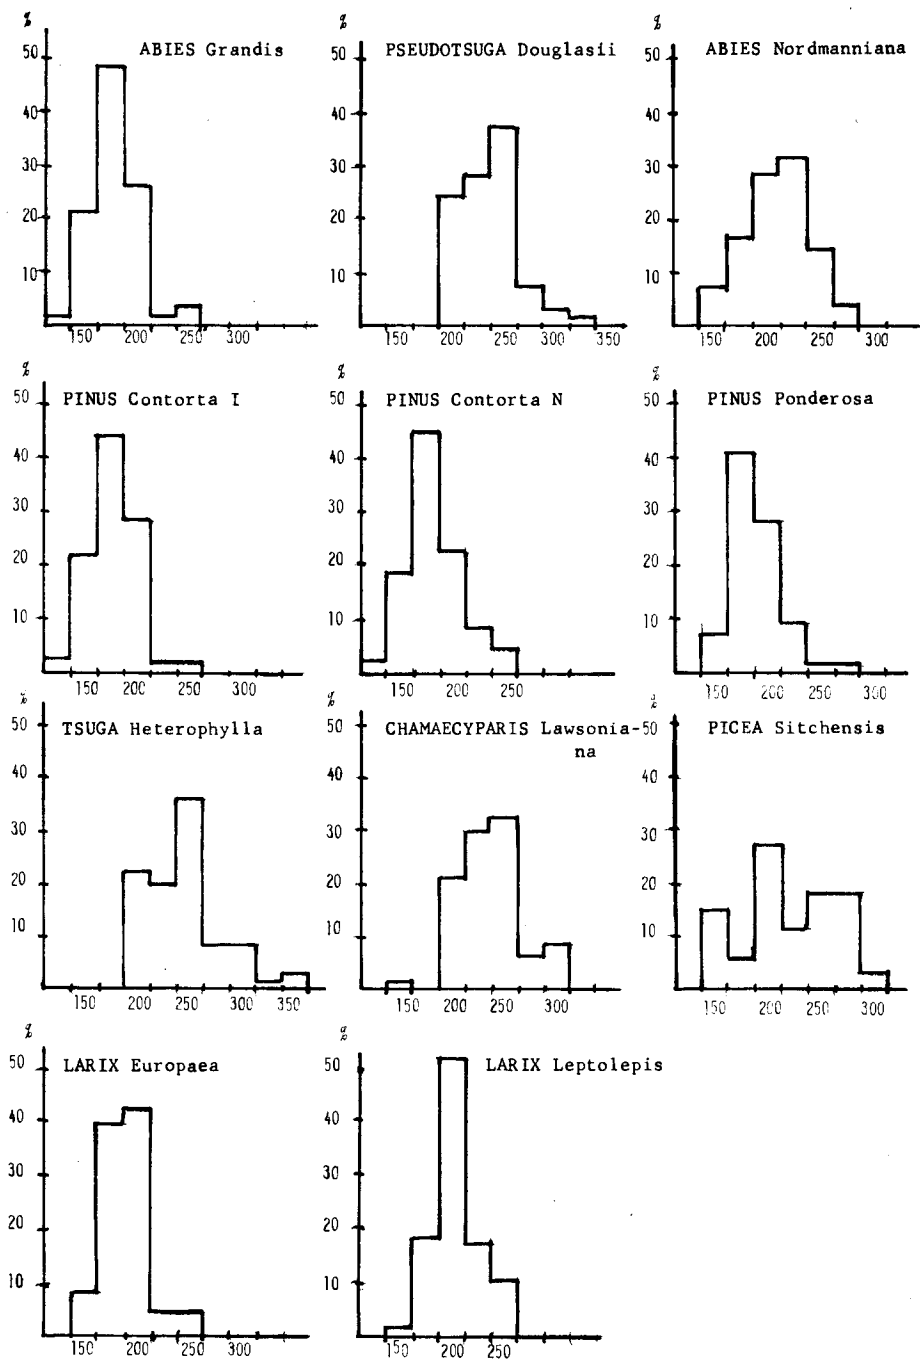 %
50
ABIES Grandis
40
30
20
10
150 200 250 300
%
50
PSEUDOTSUGA Douglasii
40
30
20
10
150 200 250 300 350
%
50
ABIES Nordmanniana
40
30
20
10
150 200 250 300
%
50
PINUS Contorta I
40
30
20
10
150 200 250 300
%
50
PINUS Contorta N
40
30
20
10
150 200 250
%
50
PINUS Ponderosa
40
30
20
10
150 200 250 300
%
50
TSUGA Heterophylla
40
30
20
10
150 200 250 300 350
%
50
CHAMAECYPARIS Lawsonia-
na
40
30
20
10
150 200 250 300
%
50
PICEA Sitchensis
40
30
20
10
150 200 250 300
%
50
LARIX Europaea
40
30
20
10
150 200 250 300
%
50
LARIX Leptolepis
40
30
20
10
150 200 250